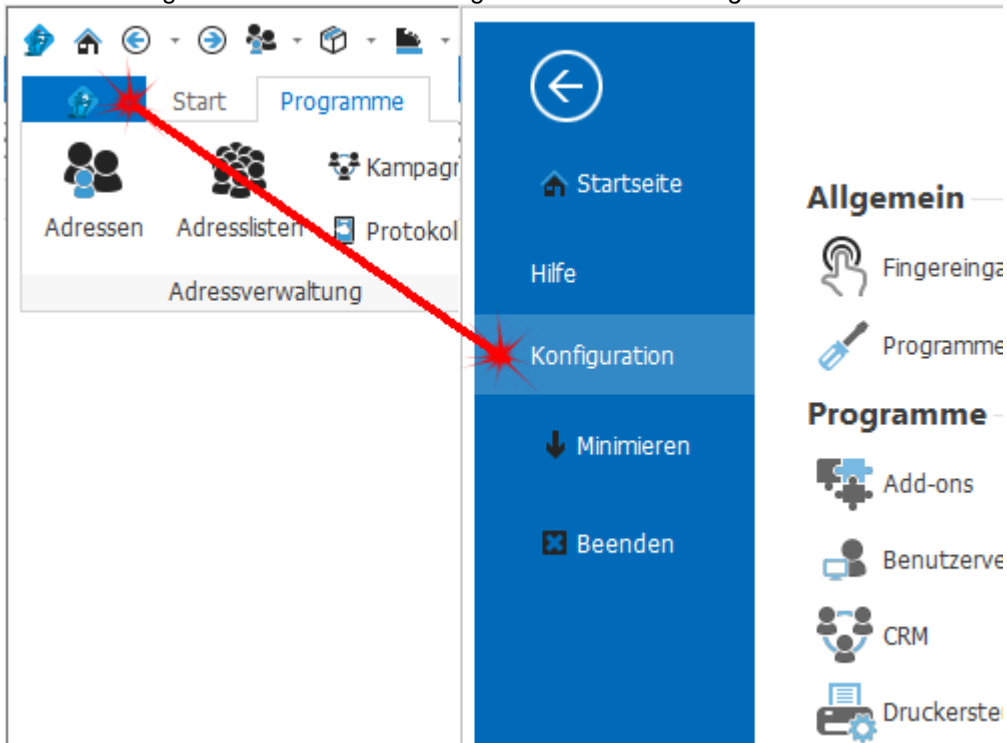 Start Programme
Kampagn
Adressen Adresslisten Protokol
Adressverwaltung
Startseite
Hilfe
Konfiguration
Minimieren
Beenden
Allgemein
Fingereinga
Programme
Programme
Add-ons
Benutzerve
CRM
Druckerste